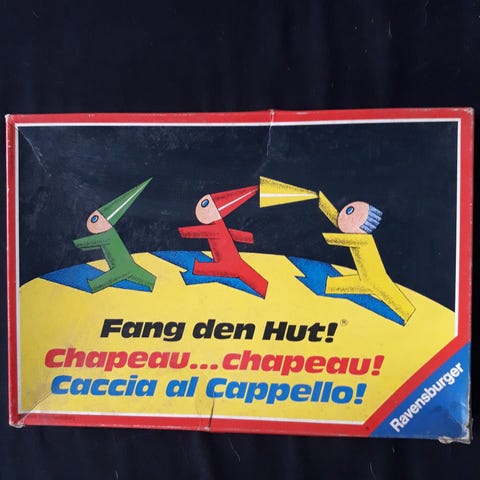 Fang den Hut!®
Chapeau...chapeau!
Caccia al Cappello!
Ravensburger